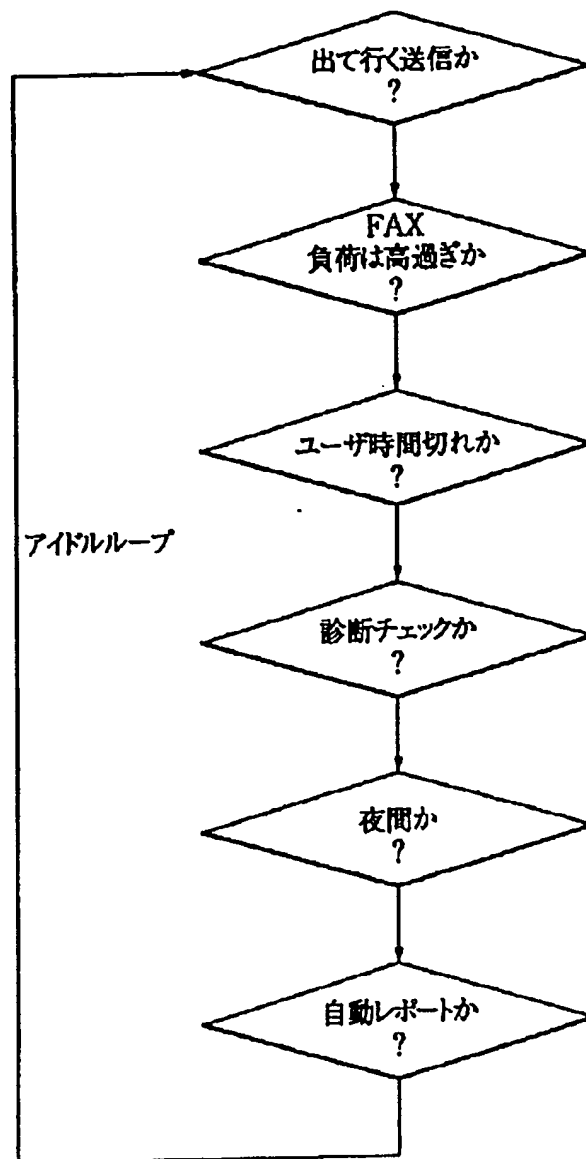 出て行く送信か
?
FAX
負荷は高過ぎか
?
ユーザ時間切れか
?
アイドルループ
診断チェックか
?
夜間か
?
自動レポートか
?